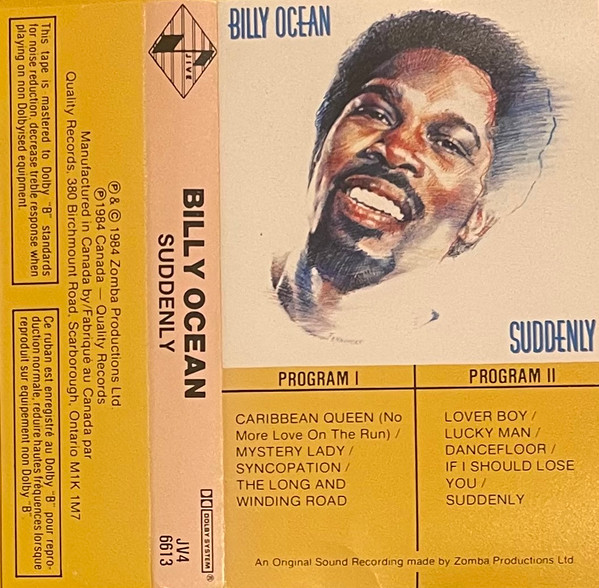 This tape is mastered to Dolby "B" standards
for noise reduction, decrease treble response when
playing on non Dolbyised equipment
Ce ruban est enregistré au Dolby "B" pour repro-
duction normale, reduire hautes fréquences lorsque
reproduit sur equipement non Dolby "B".
℗ & © 1984 Zomba Productions Ltd.
℗ 1984 Canada — Quality Records
Manufactured in Canada by/Fabriqué au Canada par
Quality Records, 380 Birchmount Road, Scarborough, Ontario M1K 1M7
JIVE
BILLY OCEAN
SUDDENLY
DOLBY SYSTEM ®
JV4
6613
BILLY OCEAN
SUDDENLY
PROGRAM I
CARIBBEAN QUEEN (No
More Love On The Run) /
MYSTERY LADY /
SYNCOPATION /
THE LONG AND
WINDING ROAD
PROGRAM II
LOVER BOY /
LUCKY MAN /
DANCEFLOOR /
IF I SHOULD LOSE
YOU /
SUDDENLY
An Original Sound Recording made by Zomba Productions Ltd.